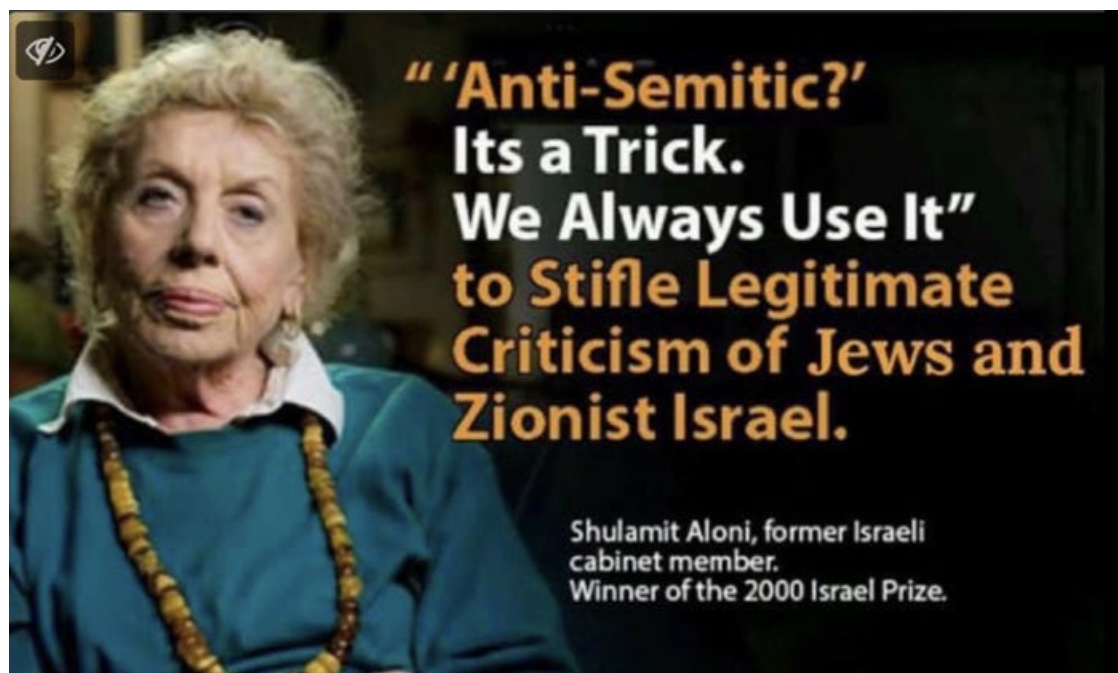 “ ‘Anti-Semitic?’
Its a Trick.
We Always Use It”
to Stifle Legitimate
Criticism of Jews and
Zionist Israel.
Shulamit Aloni, former Israeli
cabinet member.
Winner of the 2000 Israel Prize.